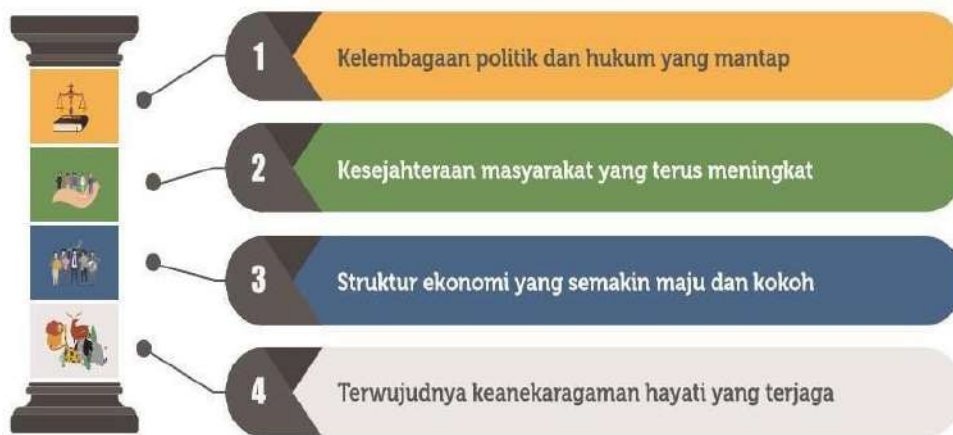 1
Kelembagaan politik dan hukum yang mantap
2
Kesejahteraan masyarakat yang terus meningkat
3
Struktur ekonomi yang semakin maju dan kokoh
4
Terwujudnya keanekaragaman hayati yang terjaga